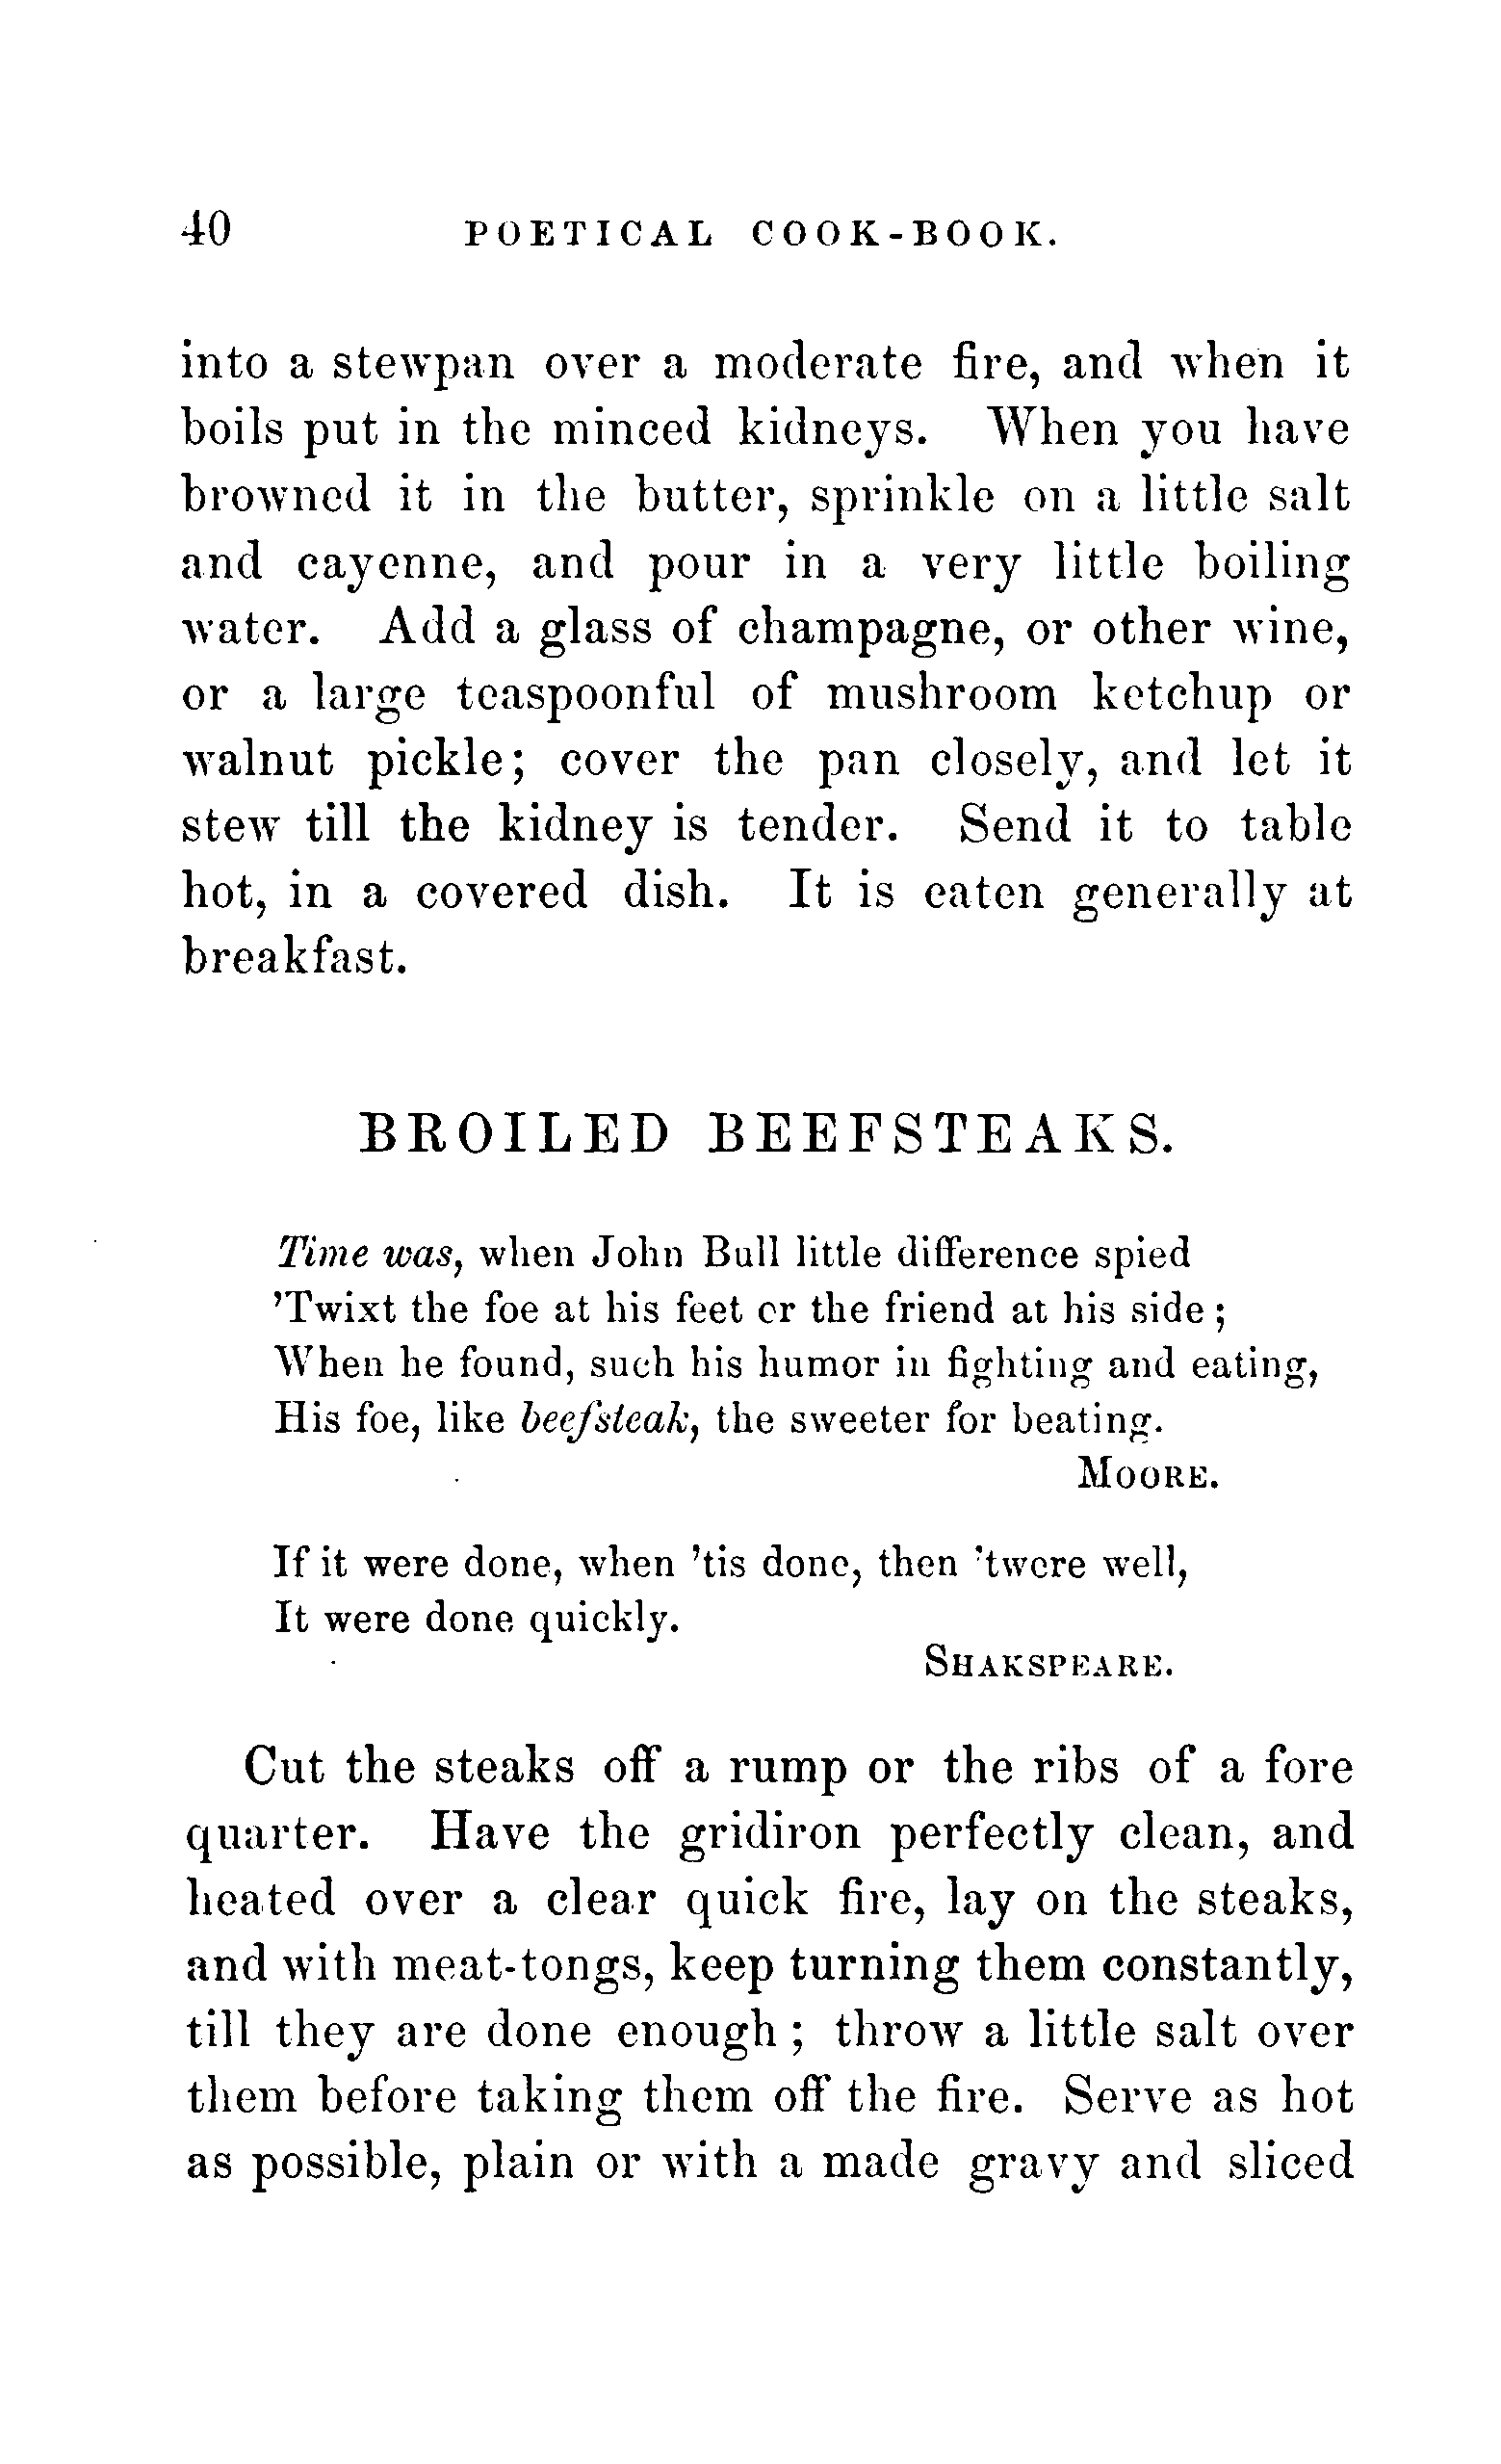 40 POETICAL COOK-BOOK.
into a stewpan over a moderate fire, and when it
boils put in the minced kidneys. When you have
browned it in the butter, sprinkle on a little salt
and cayenne, and pour in a very little boiling
water. Add a glass of champagne, or other wine,
or a large teaspoonful of mushroom ketchup or
walnut pickle; cover the pan closely, and let it
stew till the kidney is tender. Send it to table
hot, in a covered dish. It is eaten generally at
breakfast.
BROILED BEEFSTEAKS.
Time was, when John Bull little difference spied
'Twixt the foe at his feet or the friend at his side;
When he found, such his humor in fighting and eating,
His foe, like beefsteak, the sweeter for beating.
MOORE.
If it were done, when 'tis done, then 'twere well,
It were done quickly.
SHAKSPEARE.
Cut the steaks off a rump or the ribs of a fore
quarter. Have the gridiron perfectly clean, and
heated over a clear quick fire, lay on the steaks,
and with meat-tongs, keep turning them constantly,
till they are done enough; throw a little salt over
them before taking them off the fire. Serve as hot
as possible, plain or with a made gravy and sliced